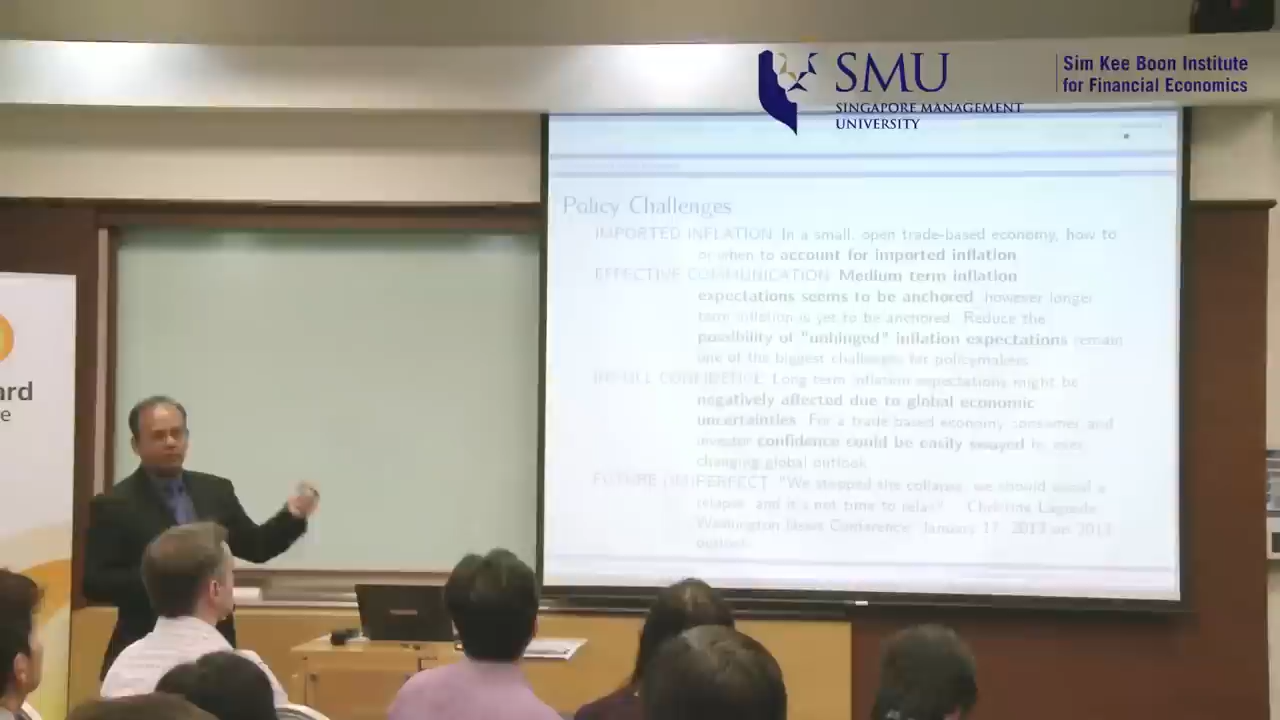 SMU
SINGAPORE MANAGEMENT
UNIVERSITY
Sim Kee Boon Institute
for Financial Economics
Policy Challenges
IMPORTED INFLATION In a small, open trade-based economy, how to
or when to account for imported inflation
EFFECTIVE COMMUNICATION Medium term inflation
expectations seems to be anchored, however longer
term inflation is yet to be anchored. Reduce the
possibility of "unhinged" inflation expectations remain
one of the biggest challenges for policymakers
INSTILL CONFIDENCE Long term inflation expectations might be
negatively affected due to global economic
uncertainties. For a trade based economy consumer and
investor confidence could be easily swayed by ever
changing global outlook
FUTURE (IM)PERFECT "We stopped the collapse, we should avoid a
relapse, and it's not time to relax" Christine Lagarde
Washington News Conference, January 17, 2013 on 2013
outlook
ard
e